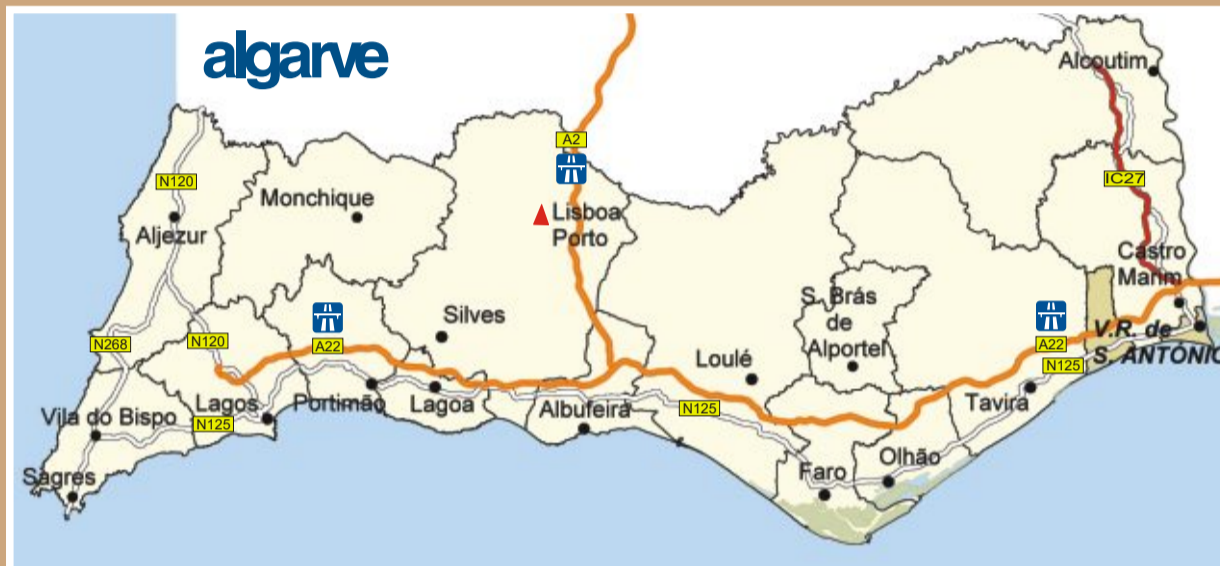 algarve
Alcoutim
A2
N120
Monchique
IC27
Lisboa
Porto
Aljezur
Castro
Marim
S. Brás
de
Alportel
Silves
N268
N120
A22
Loulé
V.R. de
S. ANTÓNIO
A22
N125
Vila do Bispo
Lagos
Portimão
Lagoa
Albufeira
N125
Tavira
N125
Sagres
Faro
Olhão